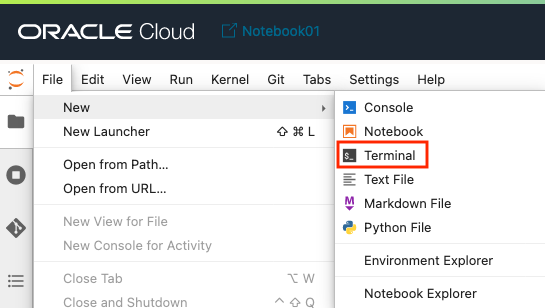 ORACLE Cloud Notebook01
File Edit View Run Kernel Git Tabs Settings Help
New
New Launcher ⇧ ⌘ L
Open from Path...
Open from URL...
New View for File
New Console for Activity
Close Tab ⌥ W
Close and Shutdown ^ ⇧ Q
Console
Notebook
$_ Terminal
Text File
Markdown File
Python File
Environment Explorer
Notebook Explorer